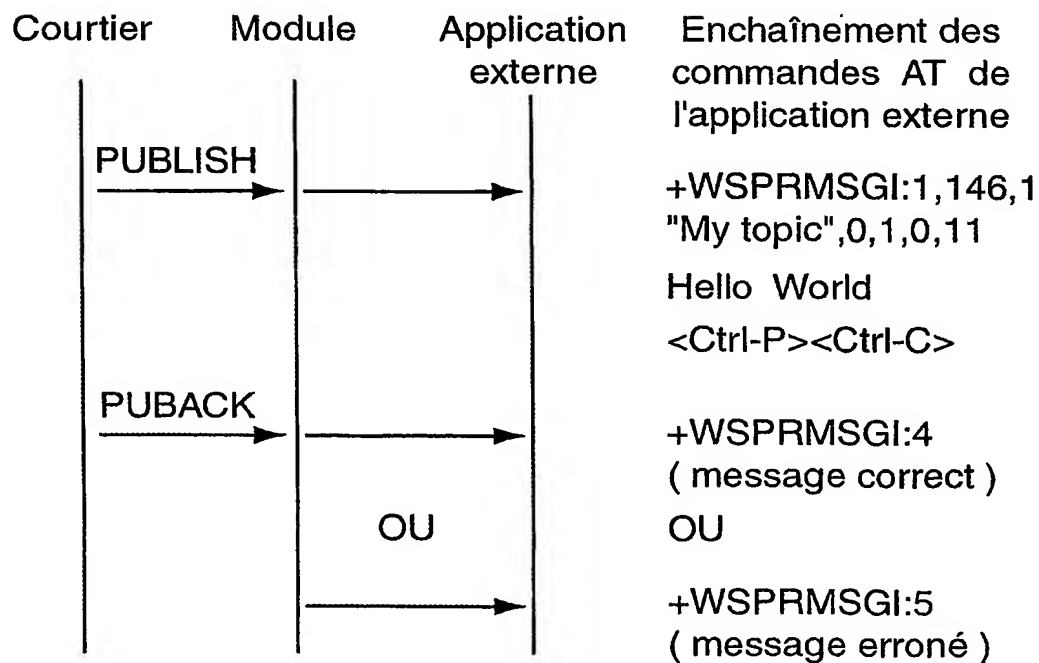 Courtier Module Application externe
Enchaînement des
commandes AT de
l'application externe
PUBLISH
+WSPRMSGI:1,146,1
"My topic",0,1,0,11
Hello World
<Ctrl-P><Ctrl-C>
PUBACK
+WSPRMSGI:4
( message correct )
OU
OU
+WSPRMSGI:5
( message erroné )